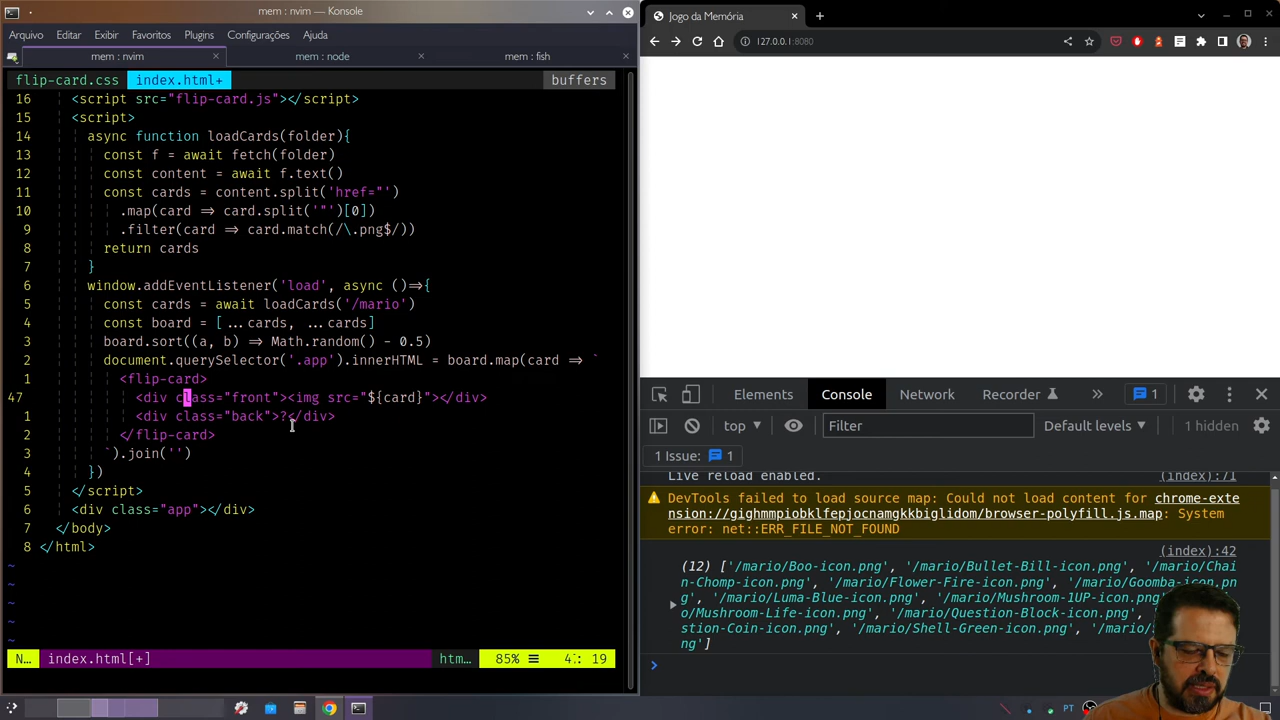 mem : nvim — Konsole
Arquivo Editar Exibir Favoritos Plugins Configurações Ajuda
mem : nvim mem : node mem : fish
flip-card.css index.html+ buffers
16 <script src="flip-card.js"></script>
15 <script>
14 async function loadCards(folder){
13 const f = await fetch(folder)
12 const content = await f.text()
11 const cards = content.split('href="')
10 .map(card => card.split('"')[0])
9 .filter(card => card.match(/\.png$/))
8 return cards
7 }
6 window.addEventListener('load', async ()=>{
5 const cards = await loadCards('/mario')
4 const board = [...cards, ...cards]
3 board.sort((a, b) => Math.random() - 0.5)
2 document.querySelector('.app').innerHTML = board.map(card => `
1 <flip-card>
47 <div class="front"><img src="${card}"></div>
1 <div class="back">?</div>
2 </flip-card>
3 `).join('')
4 })
5 </script>
6 <div class="app"></div>
7 </body>
8 </html>
~
~
~
~
~
N… index.html[+] htm… 85% 19
Jogo da Memória
127.0.0.1:8080
Application Console Recorder » 1
top Filter Default levels 1 hidden
1 Issue: 1
Live reload enabled. (index):71
DevTools failed to load source map: Could not load content for chrome-exte
nsion://gighmmpiobklfepjocnamgkkbiglidom/browser-polyfill.js.map: System
error: net::ERR_FILE_NOT_FOUND
(index):42
(12) ['/mario/Boo-icon.png', '/mario/Bullet-Bill-icon.png', '/mario/Chai
n-Chomp-icon.png', '/mario/Flower-Fire-icon.png', '/mario/Goomba-icon.pn
g', '/mario/Luma-Blue-icon.png', '/mario/Mushroom-1UP-icon.png',
o/Mushroom-Life-icon.png', '/mario/Question-Block-icon.png',
stion-Coin-icon.png', '/mario/Shell-Green-icon.png',
ng']
PT